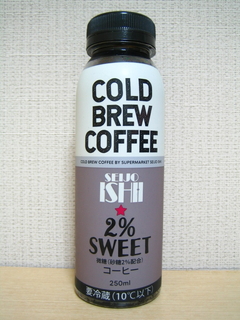 COLD
BREW
COFFEE
COLD BREW COFFEE BY SUPERMARKET SEIJO ISHII
SEIJO
ISHII
2%
SWEET
微糖(砂糖2%配合)
コーヒー
250ml
要冷蔵(10℃以下)